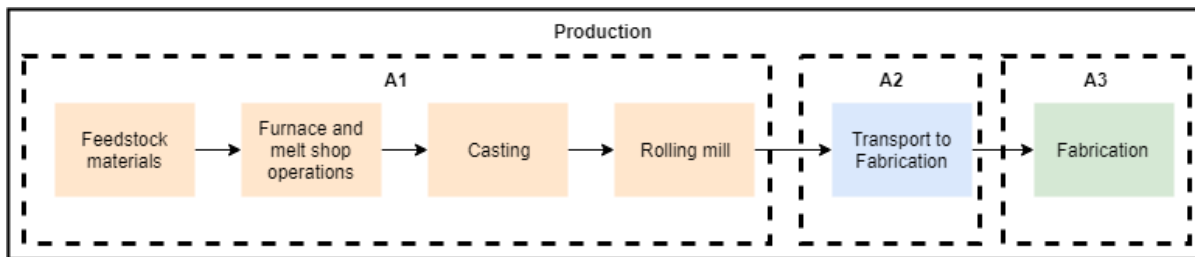 Production
A1
A2
A3
Feedstock
materials
Furnace and
melt shop
operations
Casting
Rolling mill
Transport to
Fabrication
Fabrication